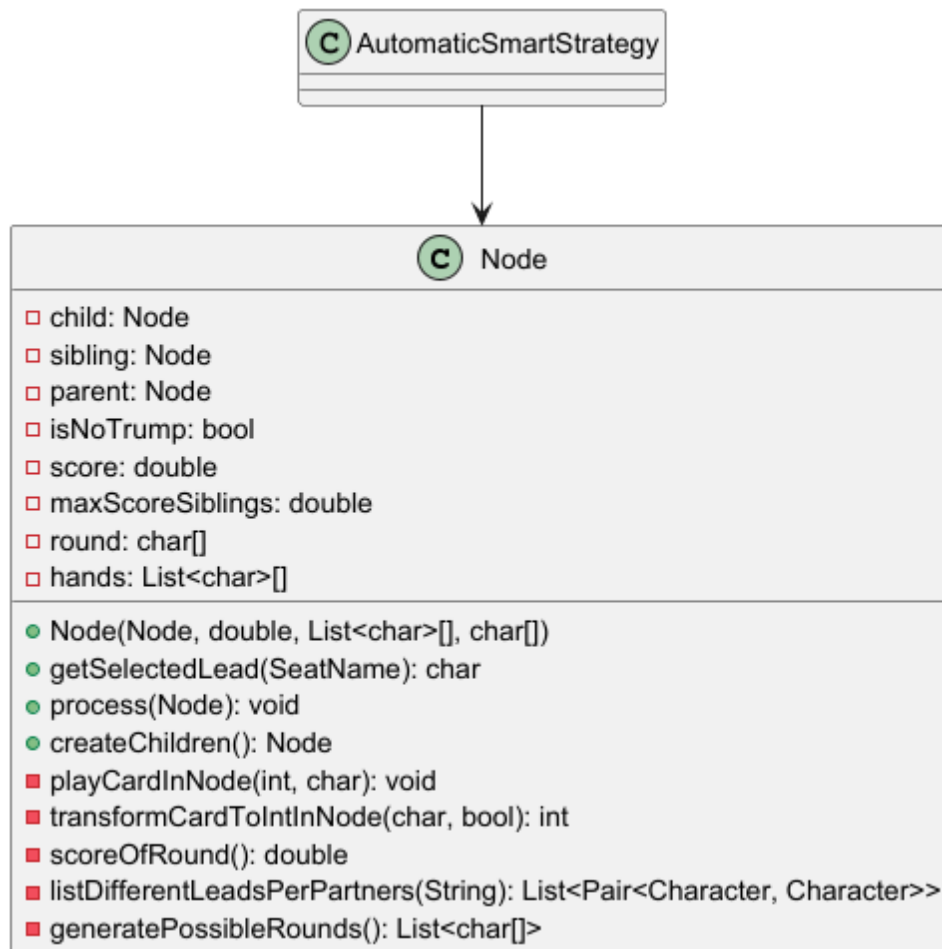 C AutomaticSmartStrategy
C Node
child: Node
sibling: Node
parent: Node
isNoTrump: bool
score: double
maxScoreSiblings: double
round: char[]
hands: List<char>[]
Node(Node, double, List<char>[], char[])
getSelectedLead(SeatName): char
process(Node): void
createChildren(): Node
playCardInNode(int, char): void
transformCardToIntInNode(char, bool): int
scoreOfRound(): double
listDifferentLeadsPerPartners(String): List<Pair<Character, Character>>
generatePossibleRounds(): List<char[]>